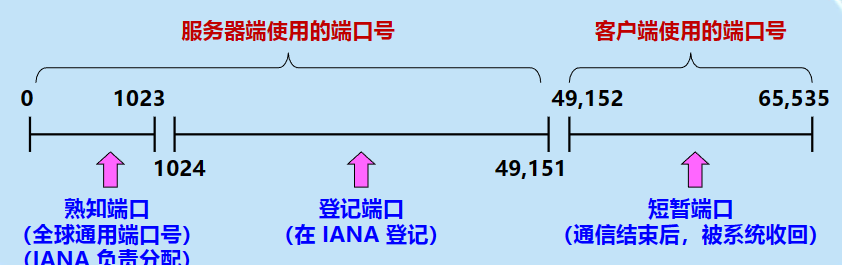 服务器端使用的端口号 客户端使用的端口号
0 1023 49,152 65,535
1024 49,151
熟知端口 登记端口 短暂端口
（全球通用端口号） （在 IANA 登记） （通信结束后，被系统收回）
（IANA 负责分配）